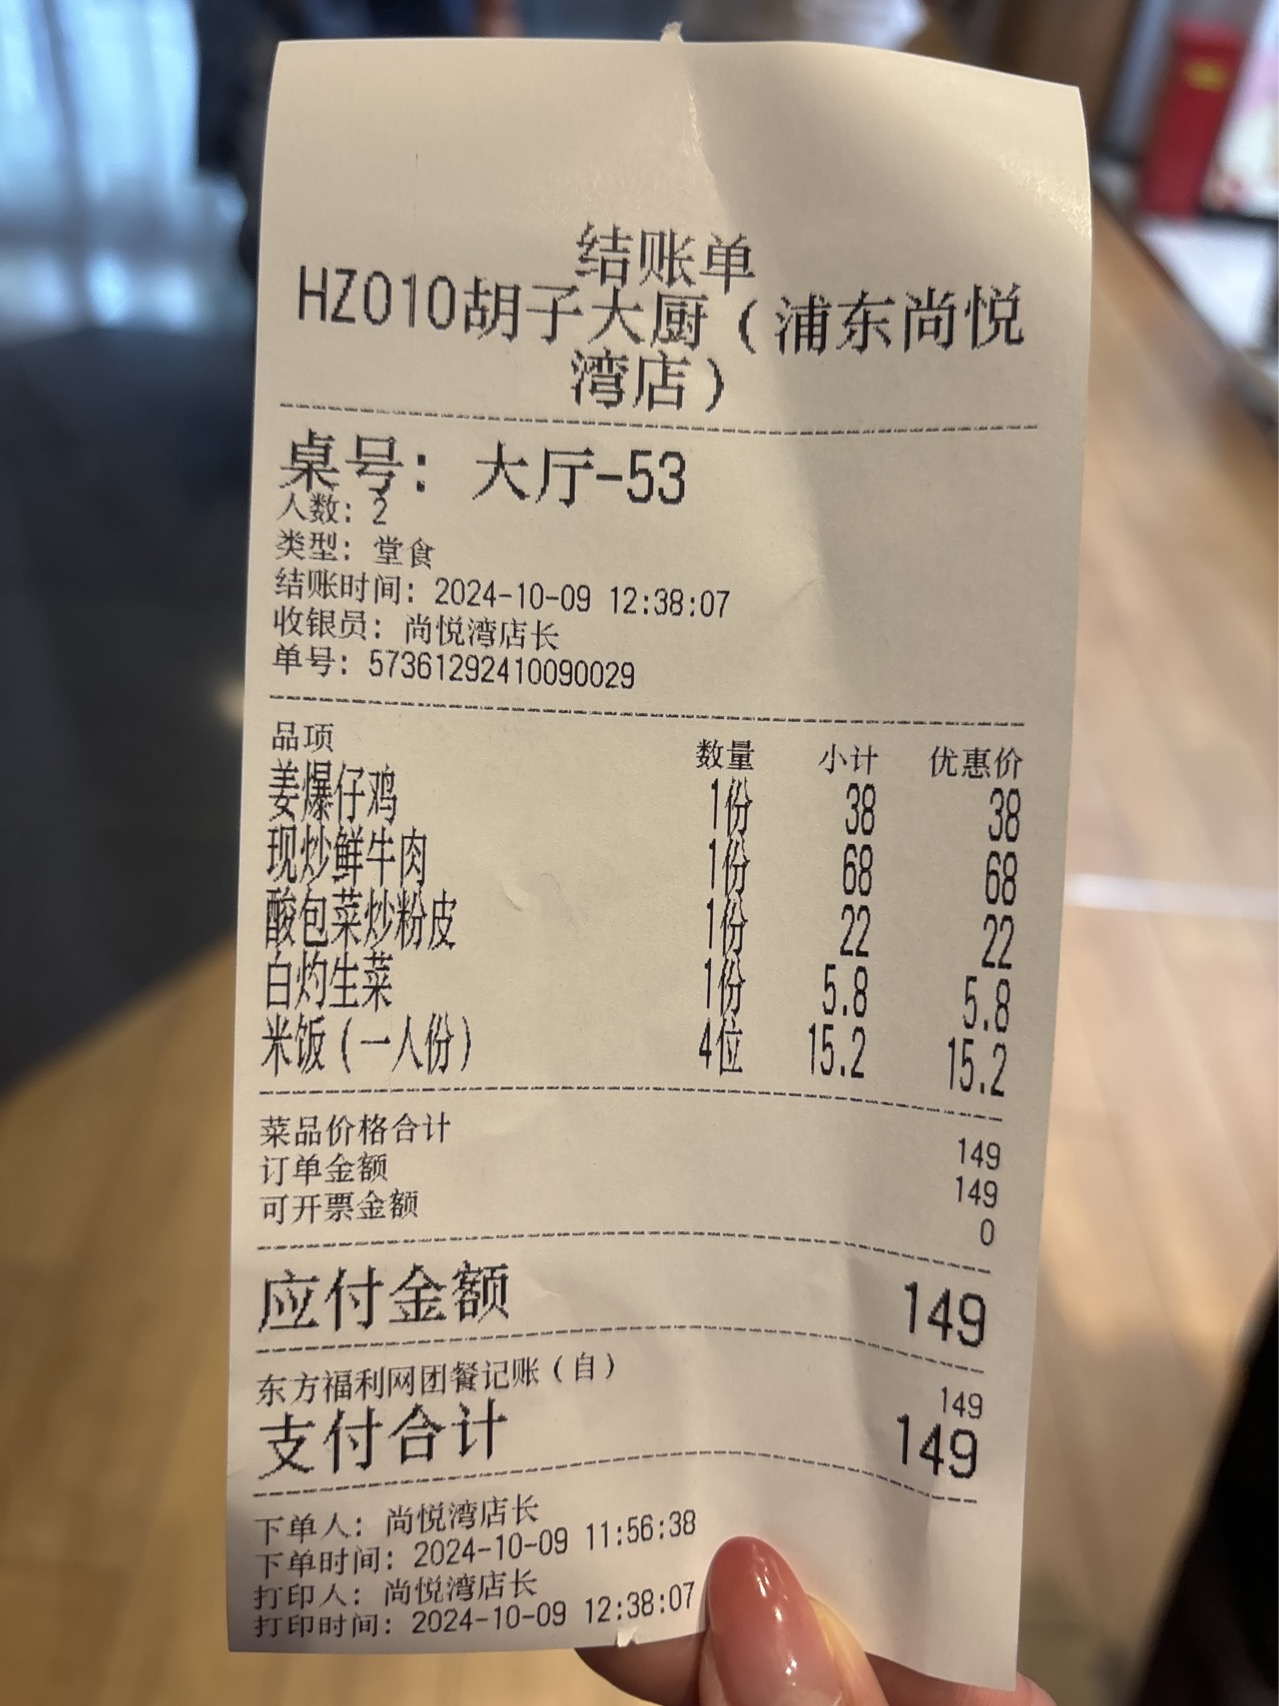 结账单
HZ010胡子大厨(浦东尚悦
湾店)
桌号: 大厅-53
人数: 2
类型: 堂食
结账时间: 2024-10-09 12:38:07
收银员: 尚悦湾店长
单号: 57361292410090029
品项 数量 小计 优惠价
姜爆仔鸡 1份 38 38
现炒鲜牛肉 1份 68 68
酸包菜炒粉皮 1份 22 22
白灼生菜 1份 5.8 5.8
米饭(一人份) 4位 15.2 15.2
菜品价格合计 149
订单金额 149
可开票金额 0
应付金额 149
东方福利网团餐记账(自) 149
支付合计 149
下单人: 尚悦湾店长
下单时间: 2024-10-09 11:56:38
打印人: 尚悦湾店长
打印时间: 2024-10-09 12:38:07